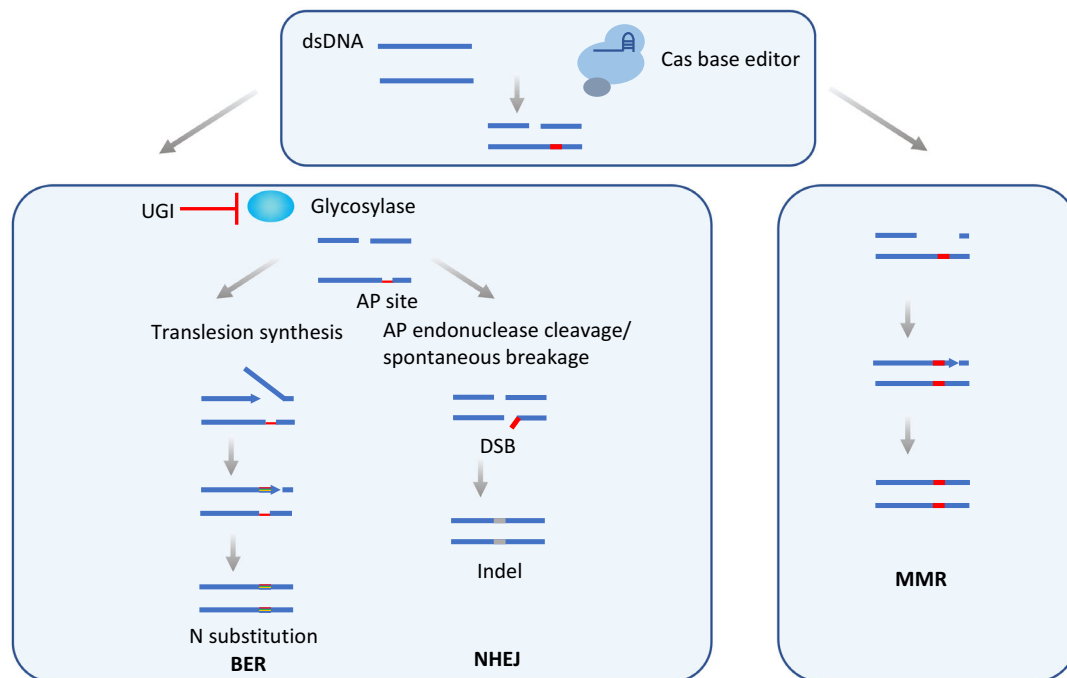 dsDNA
Cas base editor
UGI
Glycosylase
AP site
Translesion synthesis
AP endonuclease cleavage/
spontaneous breakage
DSB
Indel
N substitution
BER
NHEJ
MMR